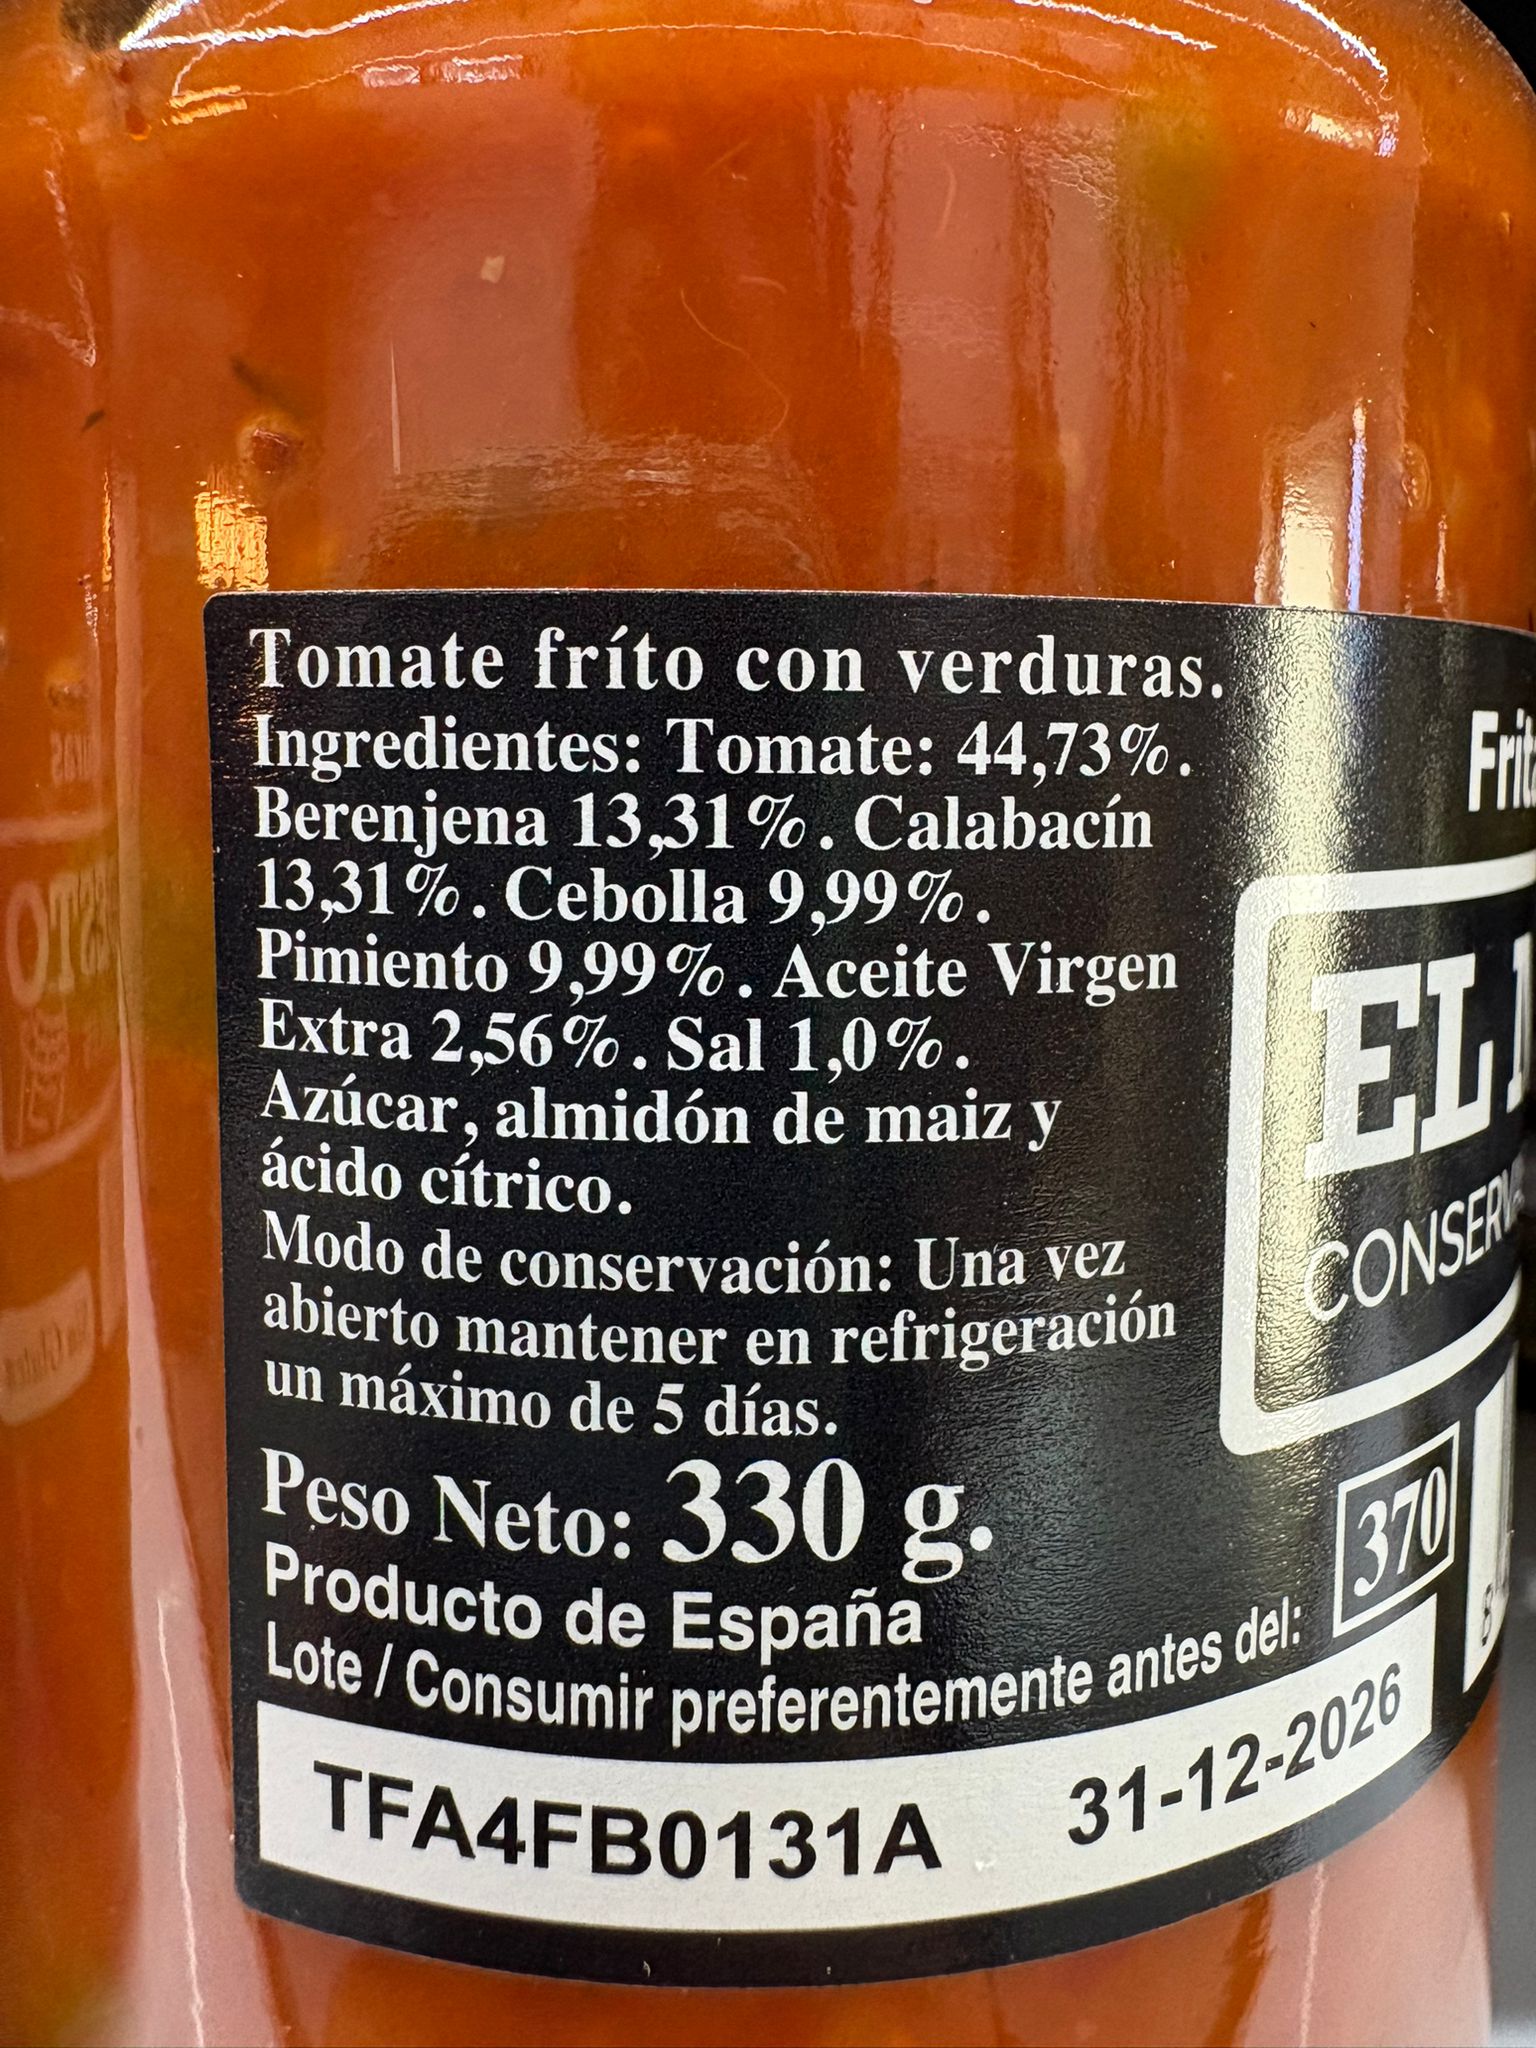 Tomate fríto con verduras.
Ingredientes: Tomate: 44,73%.
Berenjena 13,31%. Calabacín
13,31%. Cebolla 9,99%.
Pimiento 9,99%. Aceite Virgen
Extra 2,56%. Sal 1,0%.
Azúcar, almidón de maiz y
ácido cítrico.
Modo de conservación: Una vez
abierto mantener en refrigeración
un máximo de 5 días.
Peso Neto: 330 g.
Producto de España
Lote / Consumir preferentemente antes del:
TFA4FB0131A 31-12-2026
370
EL